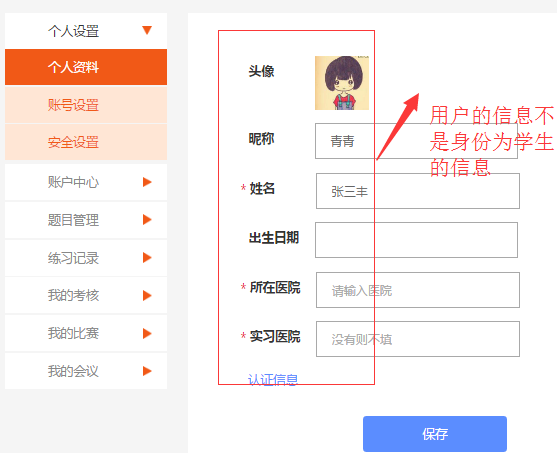 个人设置
个人资料
账号设置
安全设置
账户中心
题目管理
练习记录
我的考核
我的比赛
我的会议
头像
昵称
青青
* 姓名
张三丰
出生日期
* 所在医院
请输入医院
* 实习医院
没有则不填
认证信息
保存
用户的信息不
是身份为学生
的信息